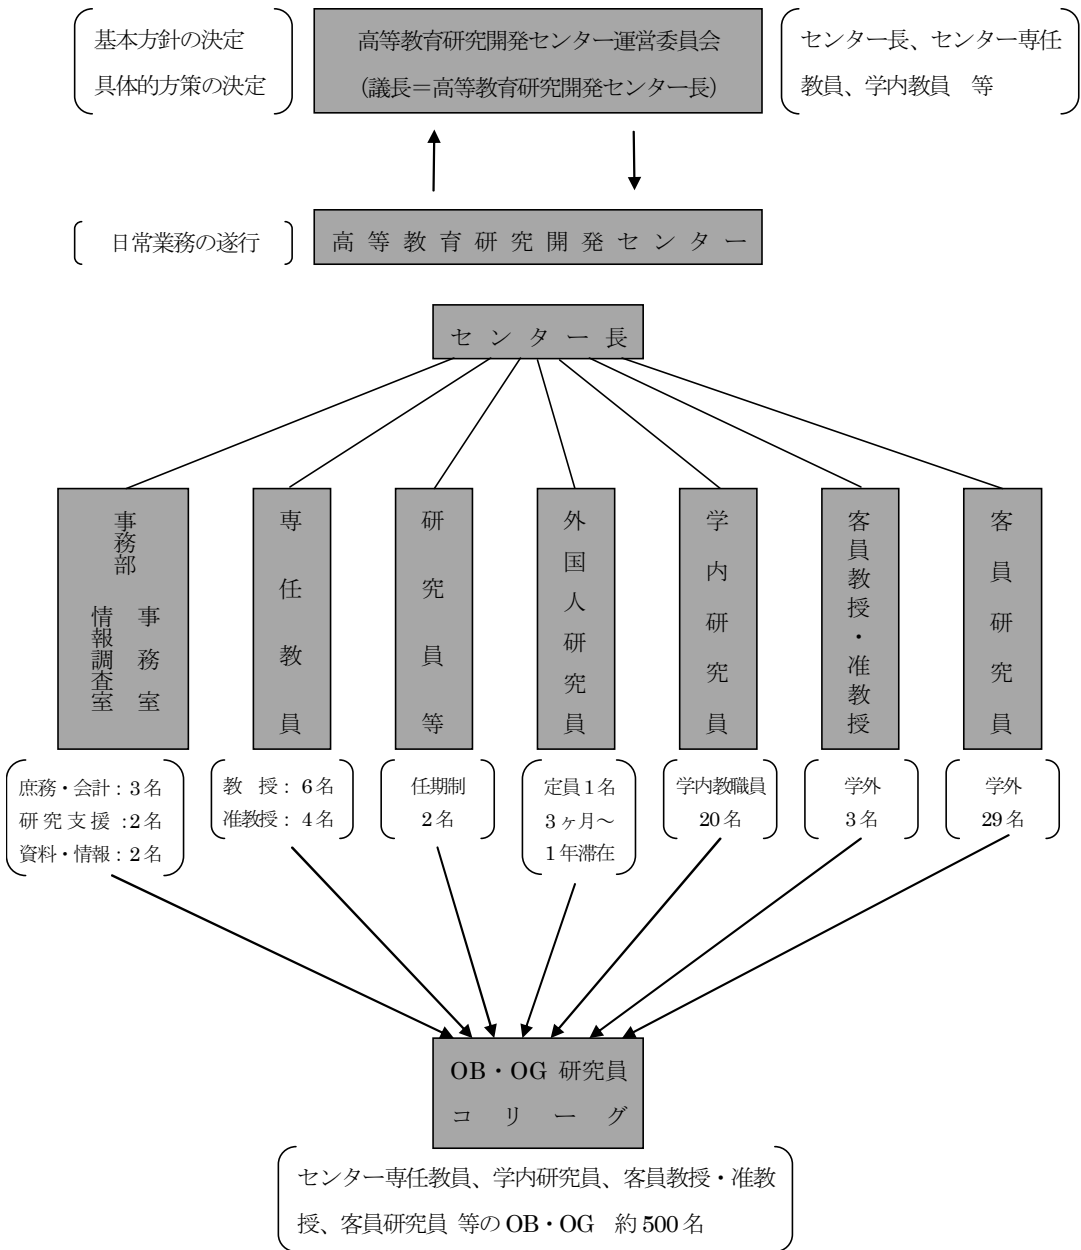 基本方針の決定
具体的方策の決定
高等教育研究開発センター運営委員会
(議長＝高等教育研究開発センター長)
センター長、センター専任
教員、学内教員　等
日常業務の遂行
高等教育研究開発センター
センター長
事務部
事務室
情報調査室
専任教員
研究員等
外国人研究員
学内研究員
客員教授・准教授
客員研究員
庶務・会計：3名
研究支援：2名
資料・情報：2名
教　授：6名
准教授：4名
任期制
2名
定員1名
3ヶ月～
1年滞在
学内教職員
20名
学外
3名
学外
29名
OB・OG 研究員
コリーグ
センター専任教員、学内研究員、客員教授・准教
授、客員研究員 等のOB・OG　約500名